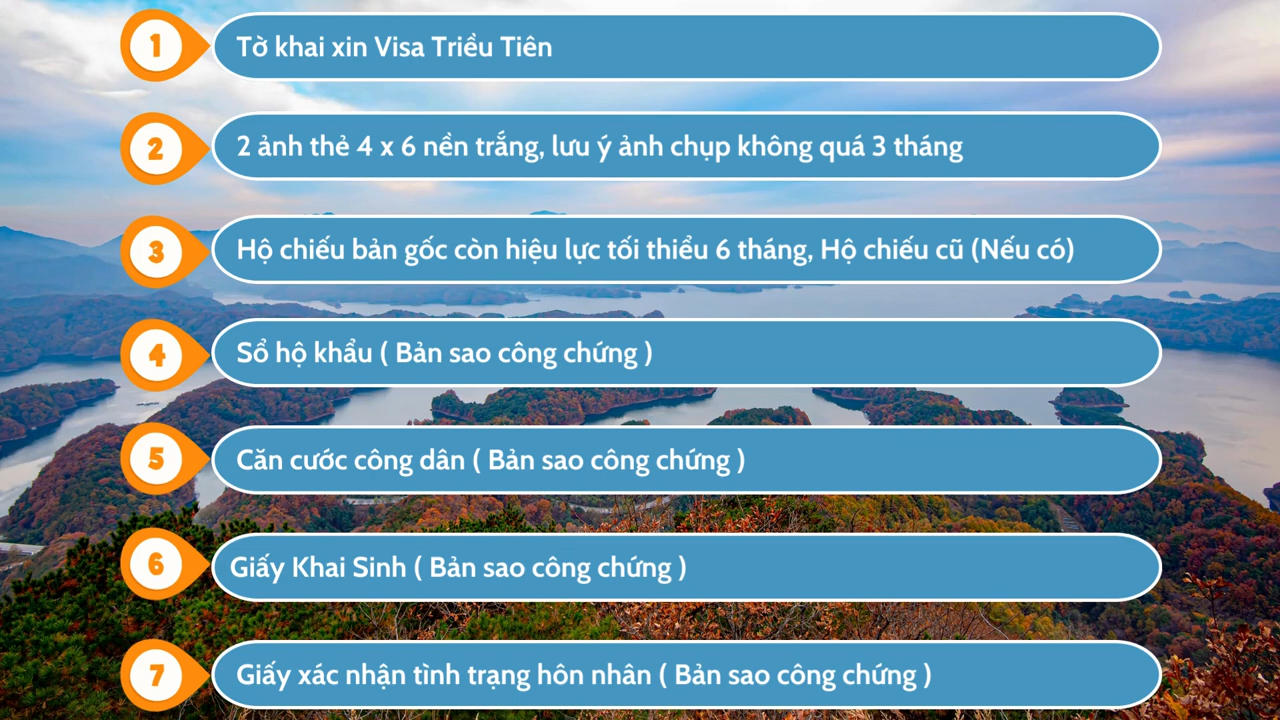 1 Tờ khai xin Visa Triều Tiên
2 2 ảnh thẻ 4 x 6 nền trắng, lưu ý ảnh chụp không quá 3 tháng
3 Hộ chiếu bản gốc còn hiệu lực tối thiểu 6 tháng, Hộ chiếu cũ (Nếu có)
4 Sổ hộ khẩu ( Bản sao công chứng )
5 Căn cước công dân ( Bản sao công chứng )
6 Giấy Khai Sinh ( Bản sao công chứng )
7 Giấy xác nhận tình trạng hôn nhân ( Bản sao công chứng )